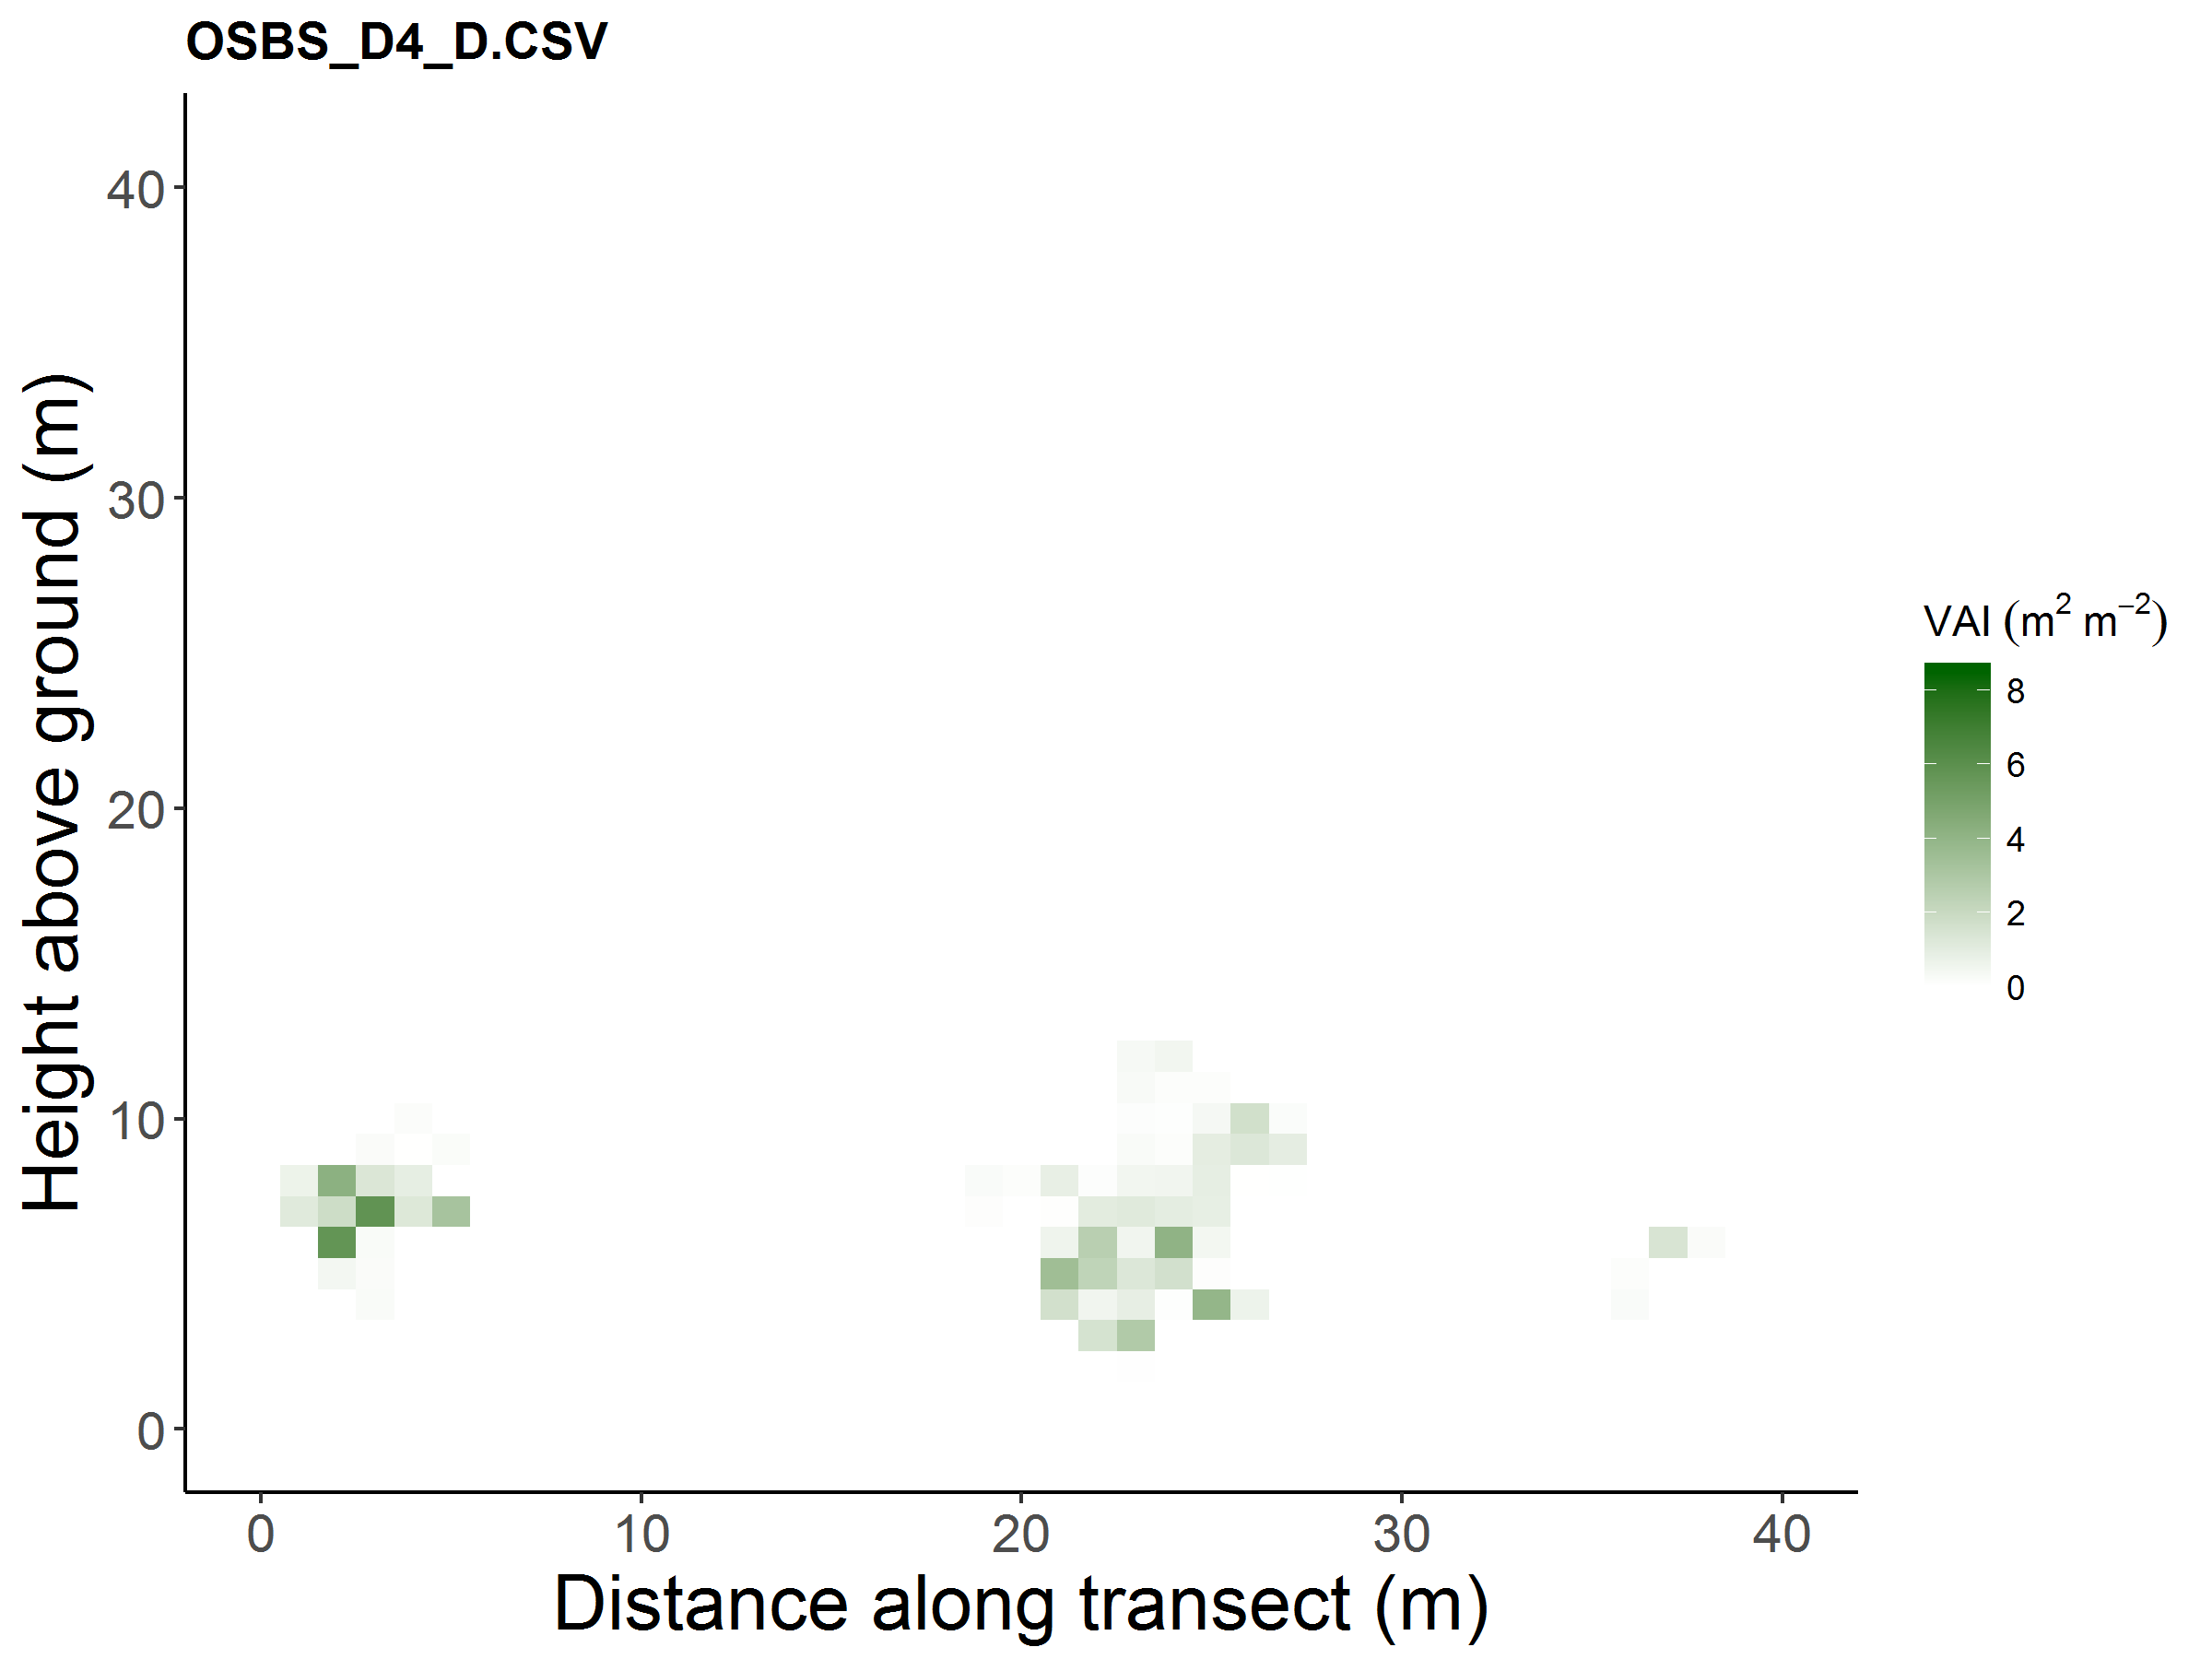 OSBS_D4_D.CSV
Height above ground (m)
40
30
20
10
0
0 10 20 30 40
Distance along transect (m)
VAI (m² m⁻²)
8
6
4
2
0